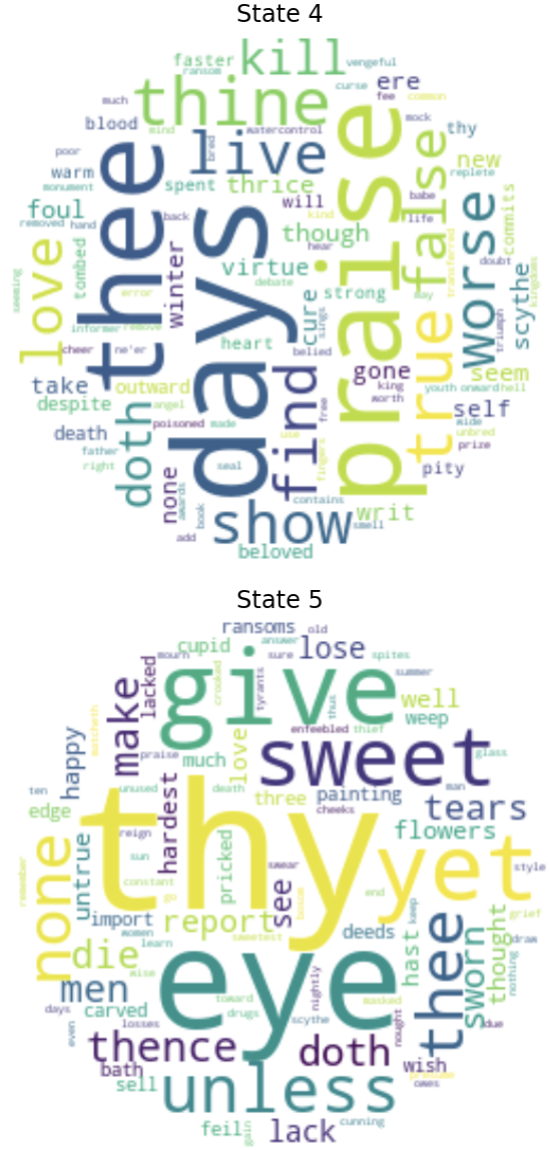 State 4
faster kill vengeful
ransom curse ere
thine fee common
much mock
blood mind watercontrol thy
poor bred live false new
warm spent thrice replete
monument thee will babe
foul praise life commits
removed hand back kind
though worse
love tombed winter hear doubt kingdoms
days virtue transferred
seeming error debate scythe
strong may triumph
informer remove cure sings
heart belied true
cheer ne'er gone seem
take outward king youth onward hell
despite doth angel find free worth self
death poisoned made wide
father use unbred
right seal fingers prize
none awards pity
book contains writ
add show smell
beloved
State 5
ransoms old
cupid answer lose
mourn sure spites
lacked crooked give tyrants summer
make thus well
matcheth enfeebled thief weep
happy praise love sweet glass
much
ten unused death three painting man
edge hardest thy cheeks tears
reign flowers
untrue sun pricked swear yet style
remember none constant see end
go
import report keep grief
women sweetest deeds hast thee thought draw
die learn sworn nothing
wise eye
men toward nightly masked
days carved drugs scythe
losses nought due
even thence doth
bath wish
sell unless owes
feil gain lack cunning